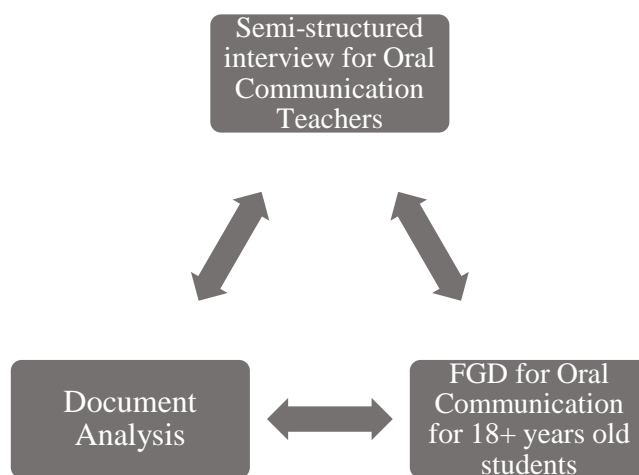 Semi-structured
interview for Oral
Communication
Teachers
Document
Analysis
FGD for Oral
Communication
for 18+ years old
students